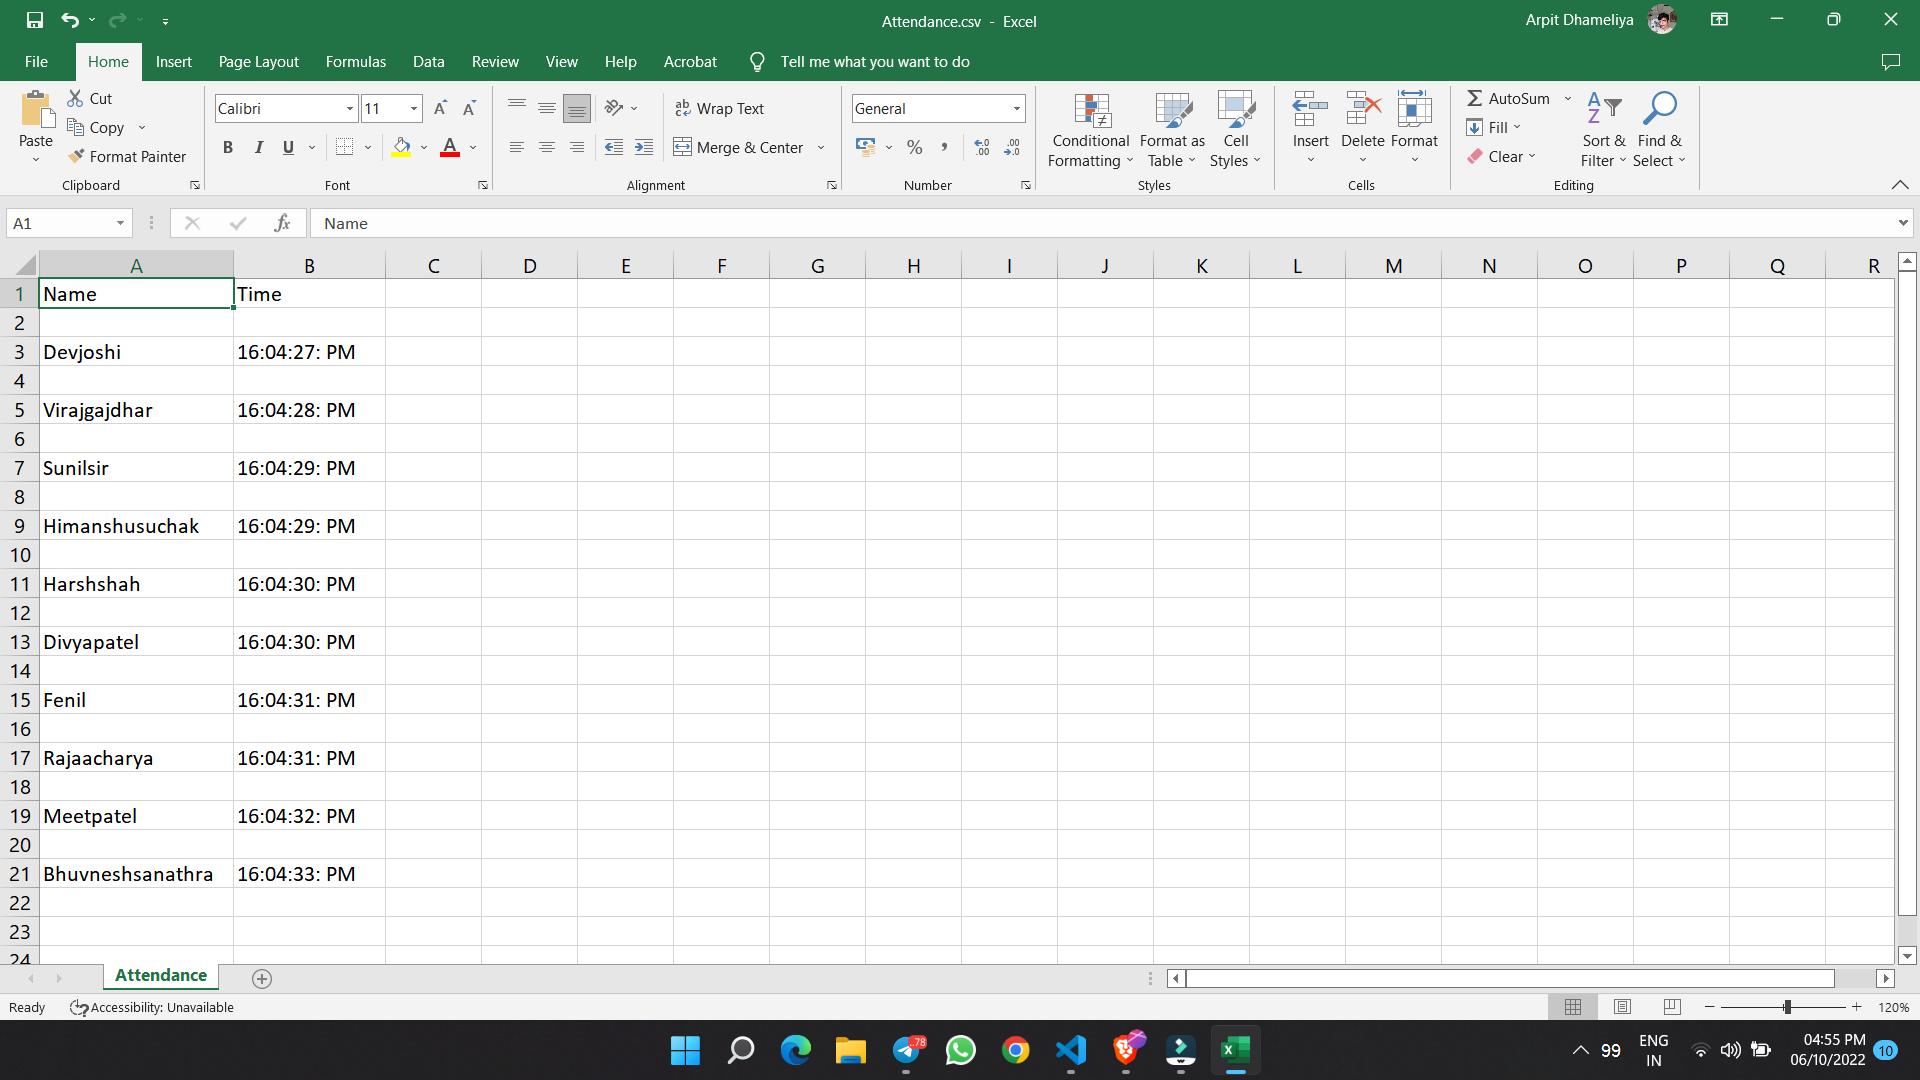 Attendance.csv - Excel
Arpit Dhameliya
File Home Insert Page Layout Formulas Data Review View Help Acrobat Tell me what you want to do
Paste
Cut
Copy
Format Painter
Clipboard
Calibri 11
B I U
Font
ab Wrap Text
Merge & Center
Alignment
General
% ,
Number
Conditional Formatting
Format as Table
Cell Styles
Styles
Insert Delete Format
Cells
AutoSum
Fill
Clear
Sort & Filter
Find & Select
Editing
A1 fx Name
A B C D E F G H I J K L M N O P Q R
1 Name Time
2
3 Devjoshi 16:04:27: PM
4
5 Virajgajdhar 16:04:28: PM
6
7 Sunilsir 16:04:29: PM
8
9 Himanshusuchak 16:04:29: PM
10
11 Harshshah 16:04:30: PM
12
13 Divyapatel 16:04:30: PM
14
15 Fenil 16:04:31: PM
16
17 Rajaacharya 16:04:31: PM
18
19 Meetpatel 16:04:32: PM
20
21 Bhuvneshsanathra 16:04:33: PM
22
23
24
Attendance
Ready Accessibility: Unavailable 120%
..78
99
ENG
IN
04:55 PM
06/10/2022
10